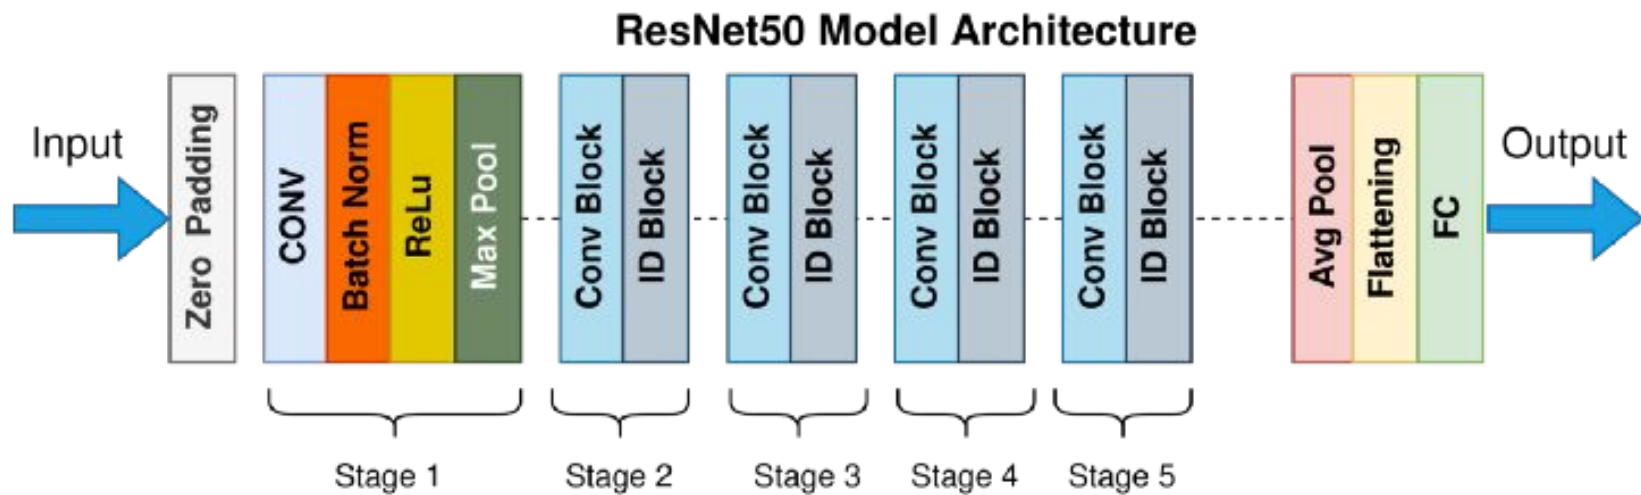 ResNet50 Model Architecture
Input
Zero Padding
CONV
Batch Norm
ReLu
Max Pool
Conv Block
ID Block
Conv Block
ID Block
Conv Block
ID Block
Conv Block
ID Block
Avg Pool
Flattening
FC
Output
Stage 1
Stage 2
Stage 3
Stage 4
Stage 5